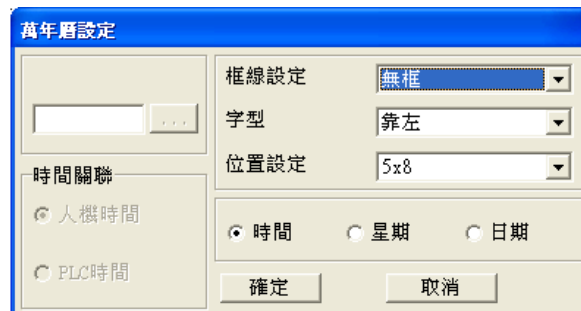 萬年曆設定
框線設定 無框
... 字型 靠左
位置設定 5x8
時間關聯
人機時間
時間 星期 日期
PLC時間
確定 取消